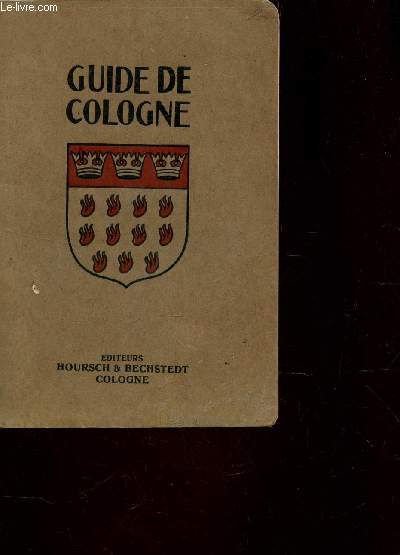 Le-livre.com
GUIDE DE
COLOGNE
EDITEURS
HOURSCH & BECHSTEDT
COLOGNE